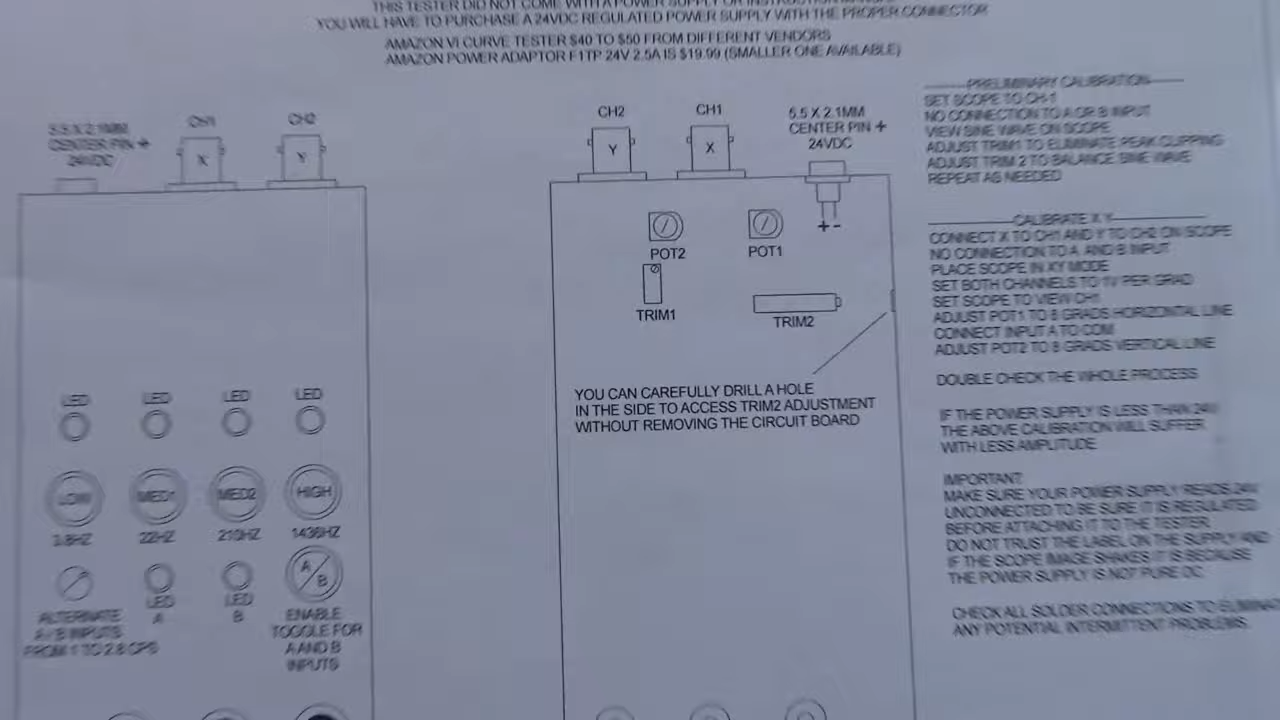 THIS TESTER DID NOT COME WITH A POWER SUPPLY OR
YOU WILL HAVE TO PURCHASE A 24VDC REGULATED POWER SUPPLY WITH THE PROPER CONNECTOR
AMAZON VI CURVE TESTER $40 TO $50 FROM DIFFERENT VENDORS
AMAZON POWER ADAPTOR F1TP 24V 2.5A IS $19.99 (SMALLER ONE AVAILABLE)
5.5 X 2.1MM
CENTER PIN +
24VDC
CH1
X
CH2
Y
LED
LED
LED
LED
LOW
MED1
MED2
HIGH
3.6HZ
22HZ
210HZ
1436HZ
A/B
ALTERNATE
A / B INPUTS
FROM 1 TO 2.8 CPS
LED
A
LED
B
ENABLE
TOGGLE FOR
A AND B
INPUTS
CH2
Y
CH1
X
5.5 X 2.1MM
CENTER PIN +
24VDC
+ -
POT2
POT1
TRIM1
TRIM2
YOU CAN CAREFULLY DRILL A HOLE
IN THE SIDE TO ACCESS TRIM2 ADJUSTMENT
WITHOUT REMOVING THE CIRCUIT BOARD
PRELIMINARY CALIBRATION
SET SCOPE TO CH-1
NO CONNECTION TO A OR B INPUT
VIEW SINE WAVE ON SCOPE
ADJUST TRIM1 TO ELIMINATE PEAK CLIPPING
ADJUST TRIM 2 TO BALANCE SINE WAVE
REPEAT AS NEEDED
CALIBRATE X Y
CONNECT X TO CH1 AND Y TO CH2 ON SCOPE
NO CONNECTION TO A AND B INPUT
PLACE SCOPE IN XY MODE
SET BOTH CHANNELS TO 1V PER GRAD
SET SCOPE TO VIEW CH1
ADJUST POT1 TO 8 GRADS HORIZONTAL LINE
CONNECT INPUT A TO COM
ADJUST POT2 TO 8 GRADS VERTICAL LINE
DOUBLE CHECK THE WHOLE PROCESS
IF THE POWER SUPPLY IS LESS THAN 24V
THE ABOVE CALIBRATION WILL SUFFER
WITH LESS AMPLITUDE
IMPORTANT
MAKE SURE YOUR POWER SUPPLY READS 24V
UNCONNECTED TO BE SURE IT IS REGULATED
BEFORE ATTACHING IT TO THE TESTER
DO NOT TRUST THE LABEL ON THE SUPPLY AND
IF THE SCOPE IMAGE SHAKES IT IS BECAUSE
THE POWER SUPPLY IS NOT PURE DC
CHECK ALL SOLDER CONNECTIONS TO
ANY POTENTIAL INTERMITTENT PROBLEMS.